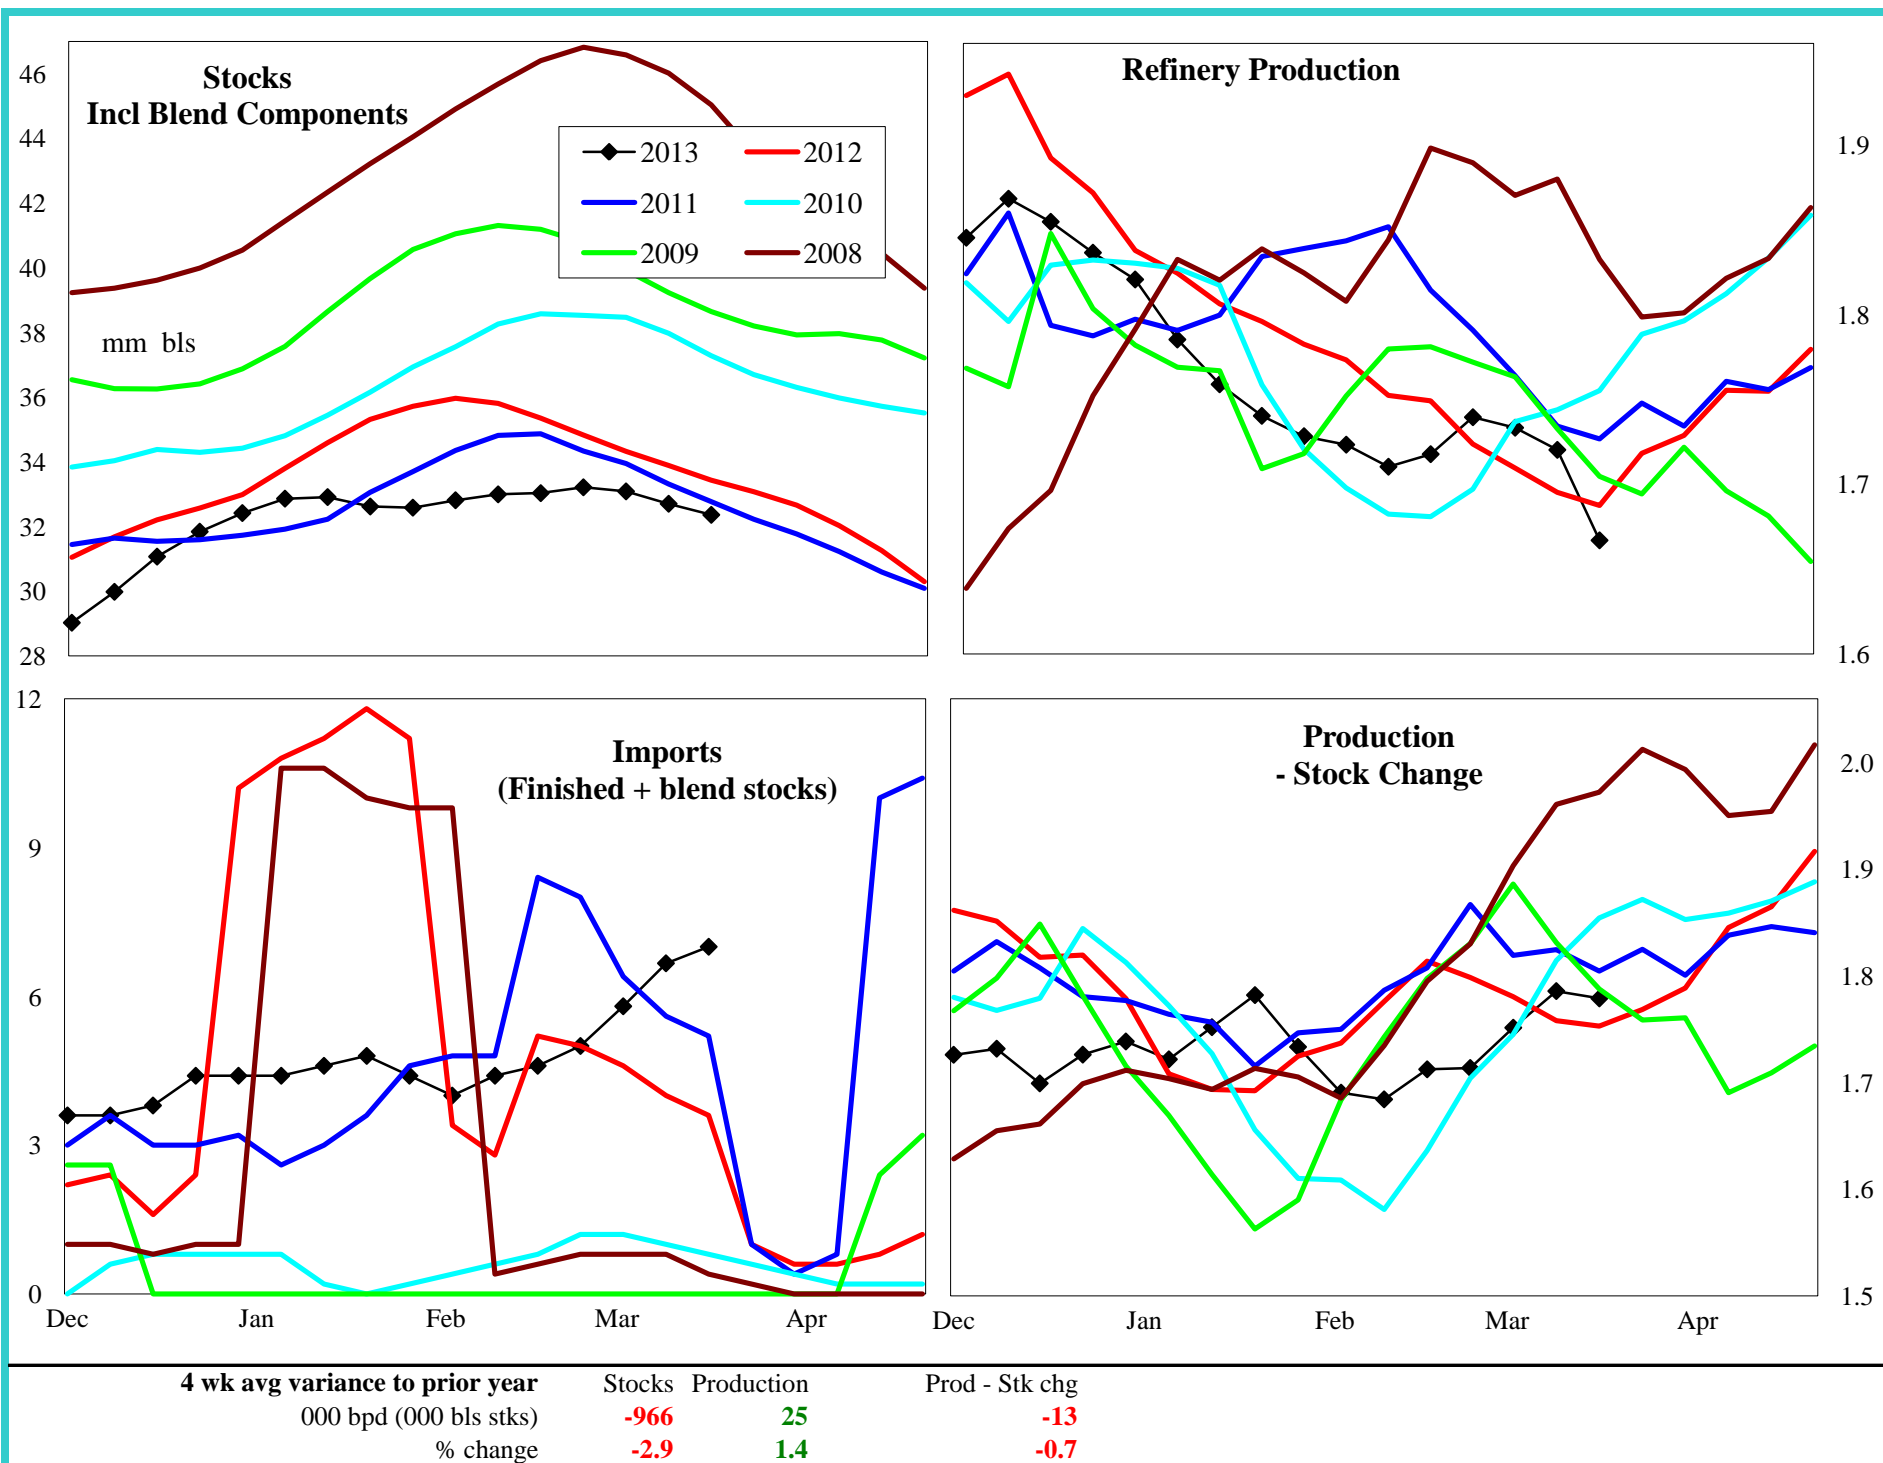 Stocks
Incl Blend Components
46
44
42
40
38
36
34
32
30
28
mm bls
2013
2012
2011
2010
2009
2008
Refinery Production
1.9
1.8
1.7
1.6
Imports
(Finished + blend stocks)
12
9
6
3
0
Dec Jan Feb Mar Apr
Production
- Stock Change
2.0
1.9
1.8
1.7
1.6
1.5
Dec Jan Feb Mar Apr
4 wk avg variance to prior year Stocks Production Prod - Stk chg
000 bpd (000 bls stks) -966 25 -13
% change -2.9 1.4 -0.7